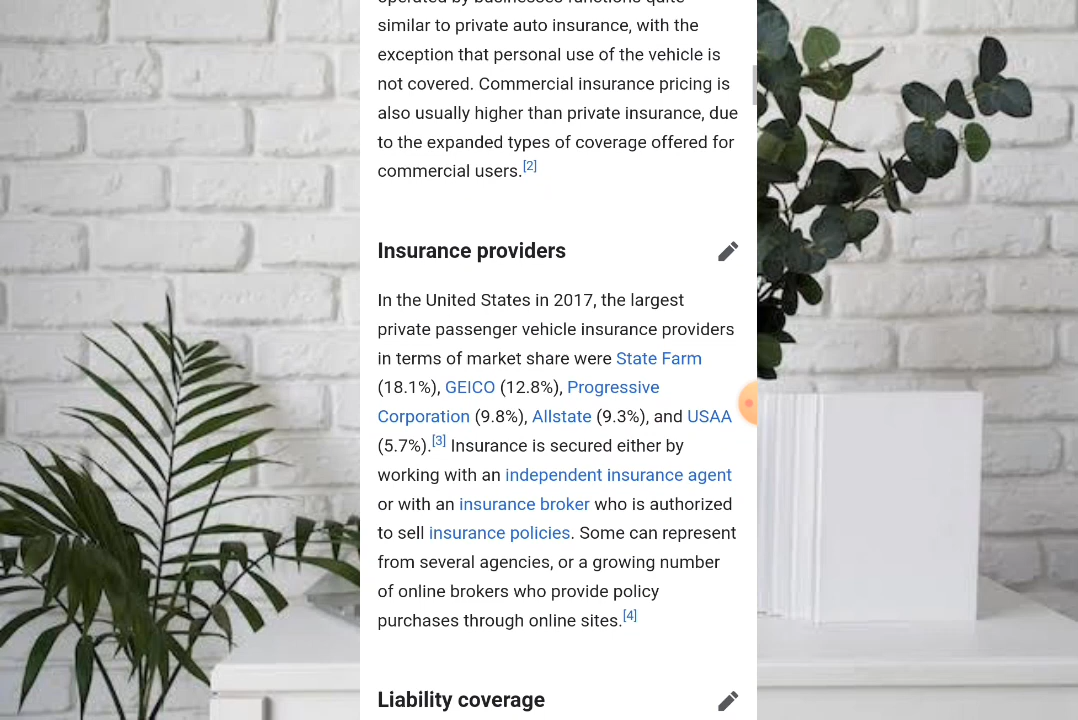 similar to private auto insurance, with the
exception that personal use of the vehicle is
not covered. Commercial insurance pricing is
also usually higher than private insurance, due
to the expanded types of coverage offered for
commercial users.[2]
Insurance providers
In the United States in 2017, the largest
private passenger vehicle insurance providers
in terms of market share were State Farm
(18.1%), GEICO (12.8%), Progressive
Corporation (9.8%), Allstate (9.3%), and USAA
(5.7%).[3] Insurance is secured either by
working with an independent insurance agent
or with an insurance broker who is authorized
to sell insurance policies. Some can represent
from several agencies, or a growing number
of online brokers who provide policy
purchases through online sites.[4]
Liability coverage